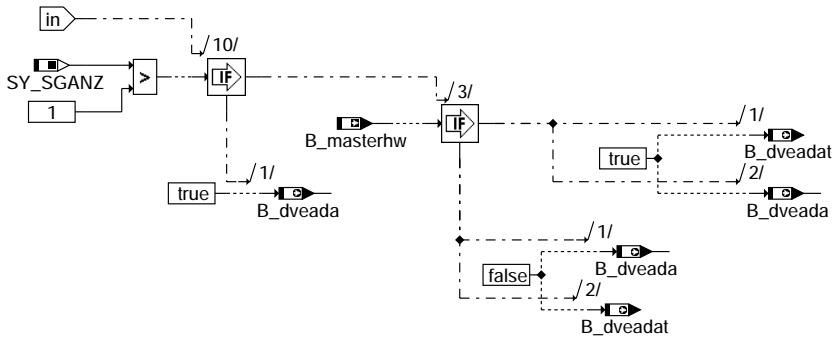 in
/10/
SY_SGANZ
>
IF
1
/3/
B_masterhw
IF
/1/
B_dveadat
true
/2/
B_dveada
/1/
true
B_dveada
/1/
B_dveada
false
/2/
B_dveadat